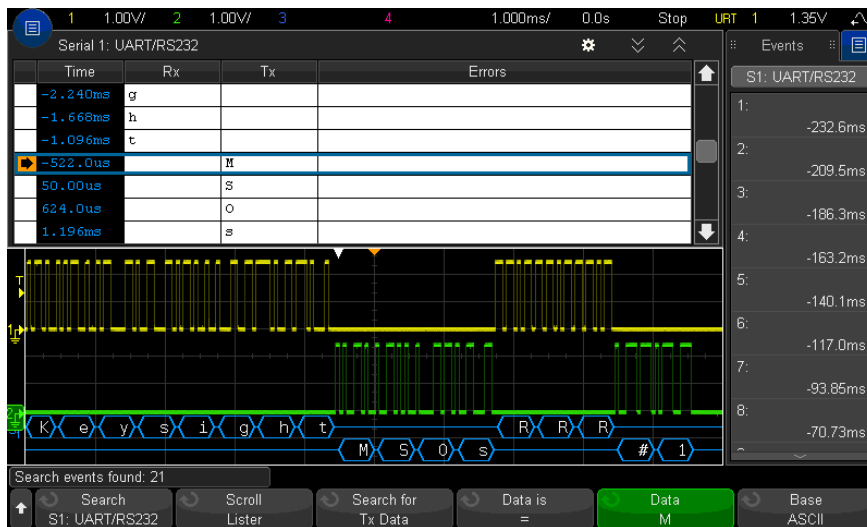 1 1.00V/ 2 1.00V/ 3 4 1.000ms/ 0.0s Stop URT 1 1.35V
Serial 1: UART/RS232
Time Rx Tx Errors
-2.240ms g
-1.668ms h
-1.096ms t
-522.0us M
50.00us S
624.0us O
1.196ms s
Events
S1: UART/RS232
1:
-232.6ms
2:
-209.5ms
3:
-186.3ms
4:
-163.2ms
5:
-140.1ms
6:
-117.0ms
7:
-93.85ms
8:
-70.73ms
T
1
2
K e y s i g h t R R R
M S O s # 1
Search events found: 21
Search
S1: UART/RS232
Scroll
Lister
Search for
Tx Data
Data is
=
Data
M
Base
ASCII